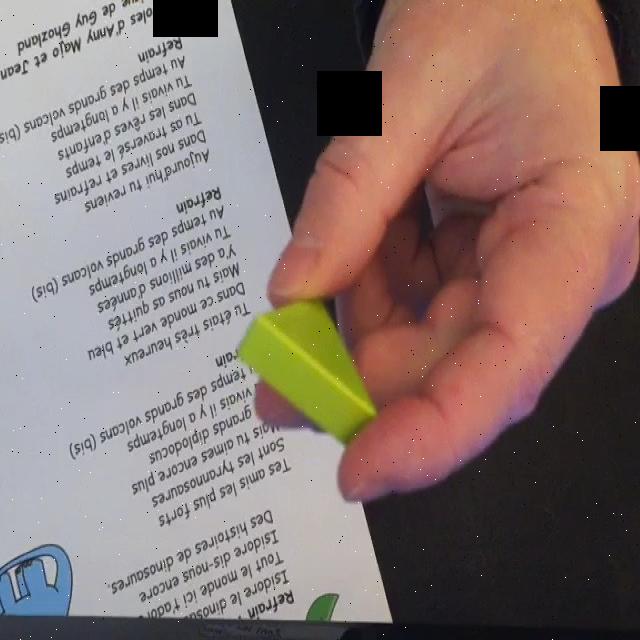 Refrain
Isidore le
Tout le monde ici
Isidore dis-nous encore
Des histoires de dinosaures.
Tes amis les plus forts
Sont les tyrannosaures
Mais tu aimes encore plus
grands diplodocus
vivais il y a longtemps
temps des grands volcans (bis)
Tu étais très heureux
Dans ce monde vert et bleu
Mais tu nous as quittés
Y'a des millions d'années
Tu vivais il y a longtemps
Au temps des grands volcans (bis)
Refrain
Aujourd'hui tu reviens
Dans nos livres et refrains
Tu as traversé le temps
Dans les rêves d'enfants
Tu vivais il y a longtemps
Au temps des grands volcans (bis)
Refrain
d'Anny Majo et Jean
de Guy Ghozland